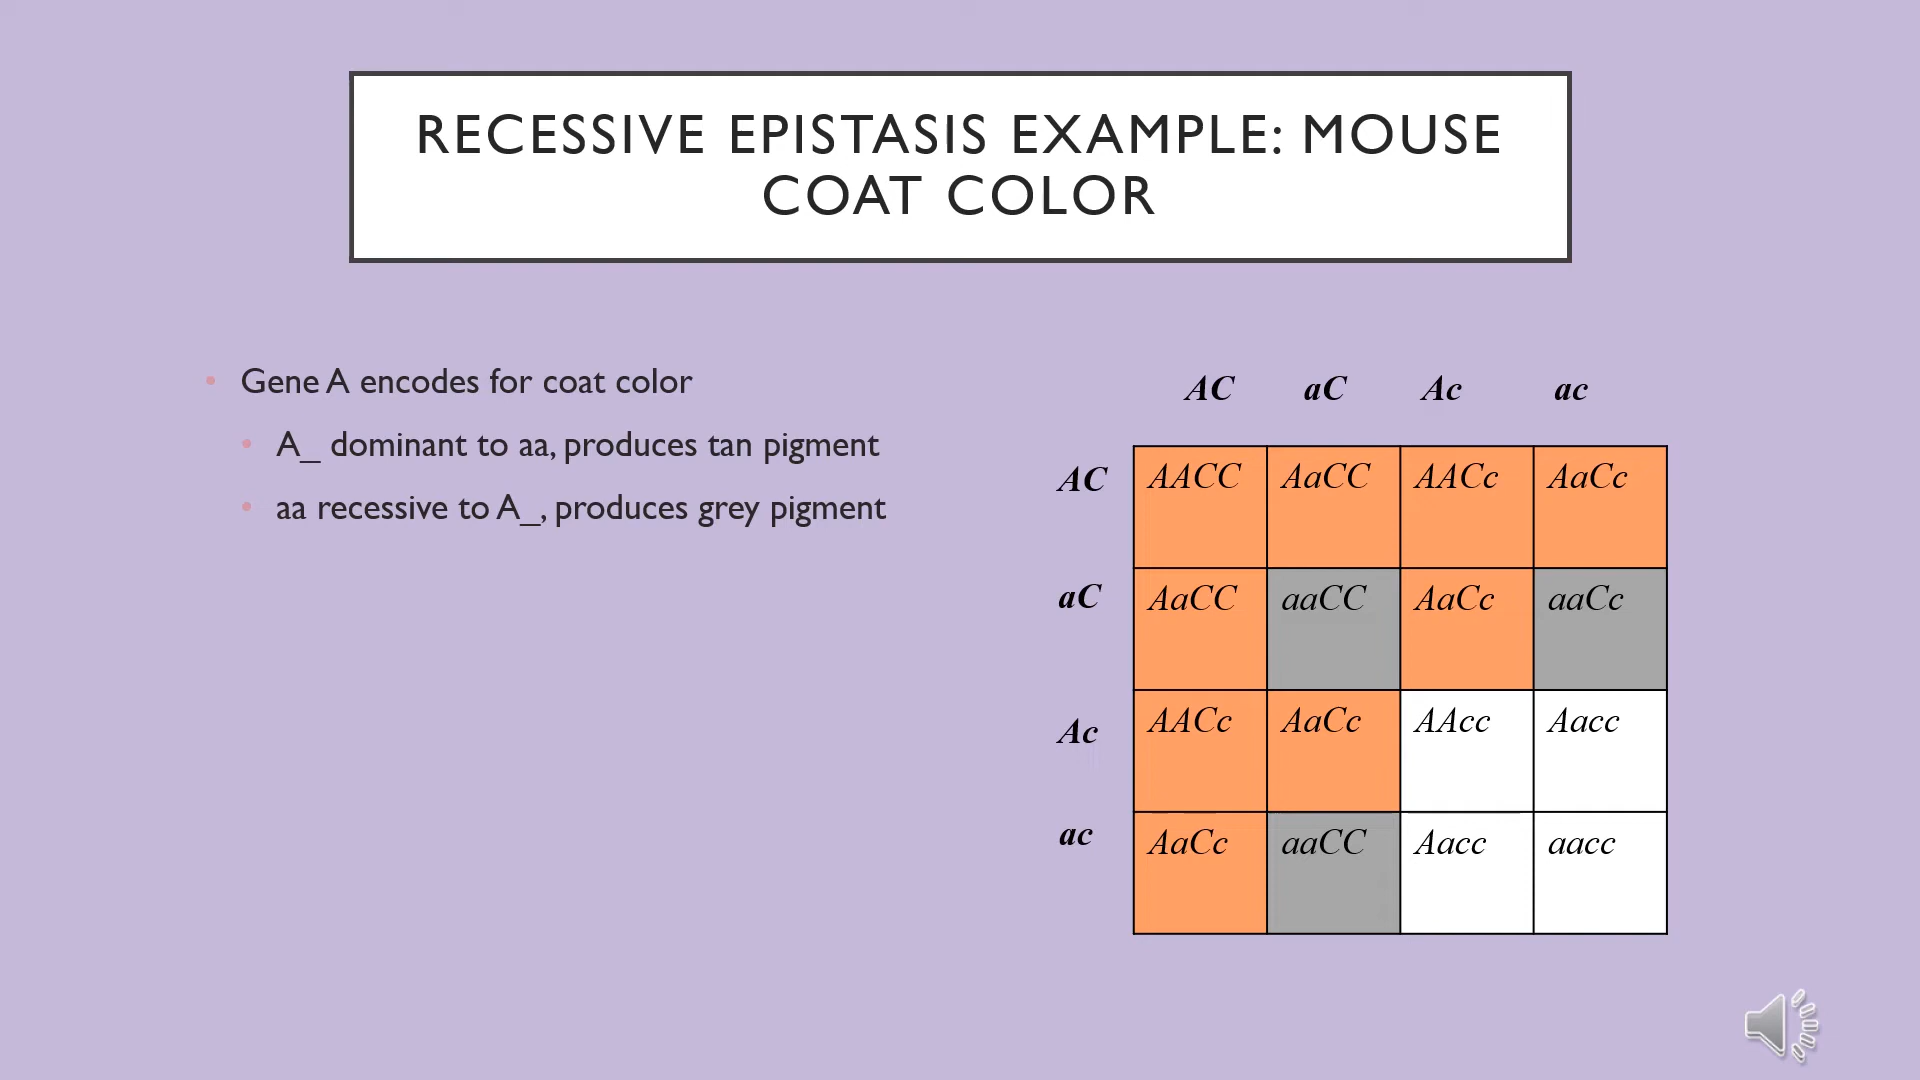 RECESSIVE EPISTASIS EXAMPLE: MOUSE
COAT COLOR
• Gene A encodes for coat color
• A_ dominant to aa, produces tan pigment
• aa recessive to A_, produces grey pigment
AC aC Ac ac
AC AACC AaCC AACc AaCc
aC AaCC aaCC AaCc aaCc
Ac AACc AaCc AAcc Aacc
ac AaCc aaCC Aacc aacc